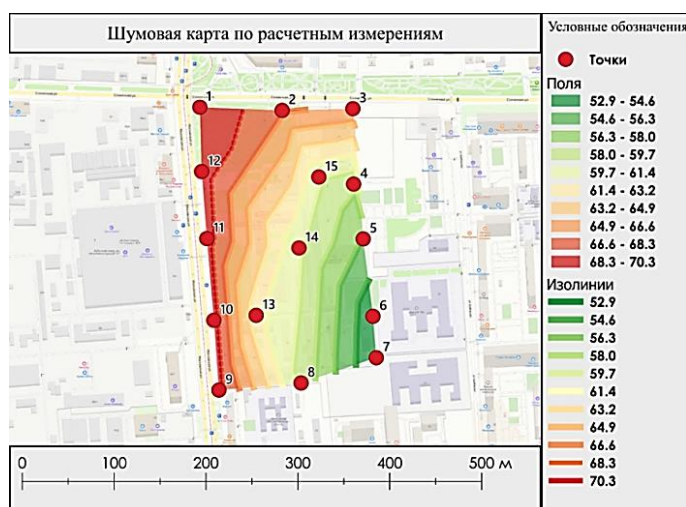 Шумовая карта по расчетным измерениям
1
2
3
12
15
4
11
14
5
10
13
6
7
9
8
0 100 200 300 400 500 м
Условные обозначения
Точки
Поля
52.9 - 54.6
54.6 - 56.3
56.3 - 58.0
58.0 - 59.7
59.7 - 61.4
61.4 - 63.2
63.2 - 64.9
64.9 - 66.6
66.6 - 68.3
68.3 - 70.3
Изолинии
52.9
54.6
56.3
58.0
59.7
61.4
63.2
64.9
66.6
68.3
70.3